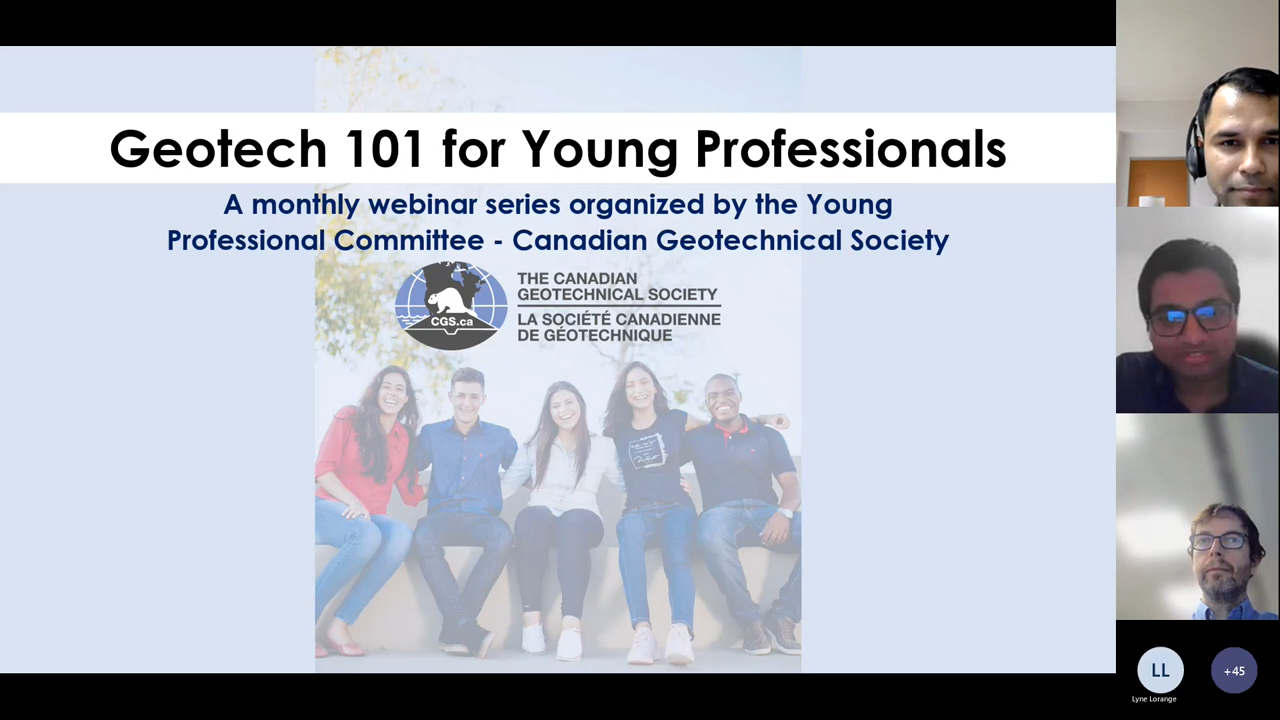 Geotech 101 for Young Professionals
A monthly webinar series organized by the Young
Professional Committee - Canadian Geotechnical Society
CGS.ca
THE CANADIAN
GEOTECHNICAL SOCIETY
LA SOCIÉTÉ CANADIENNE
DE GÉOTECHNIQUE
LL
+45
Lyne Lorange